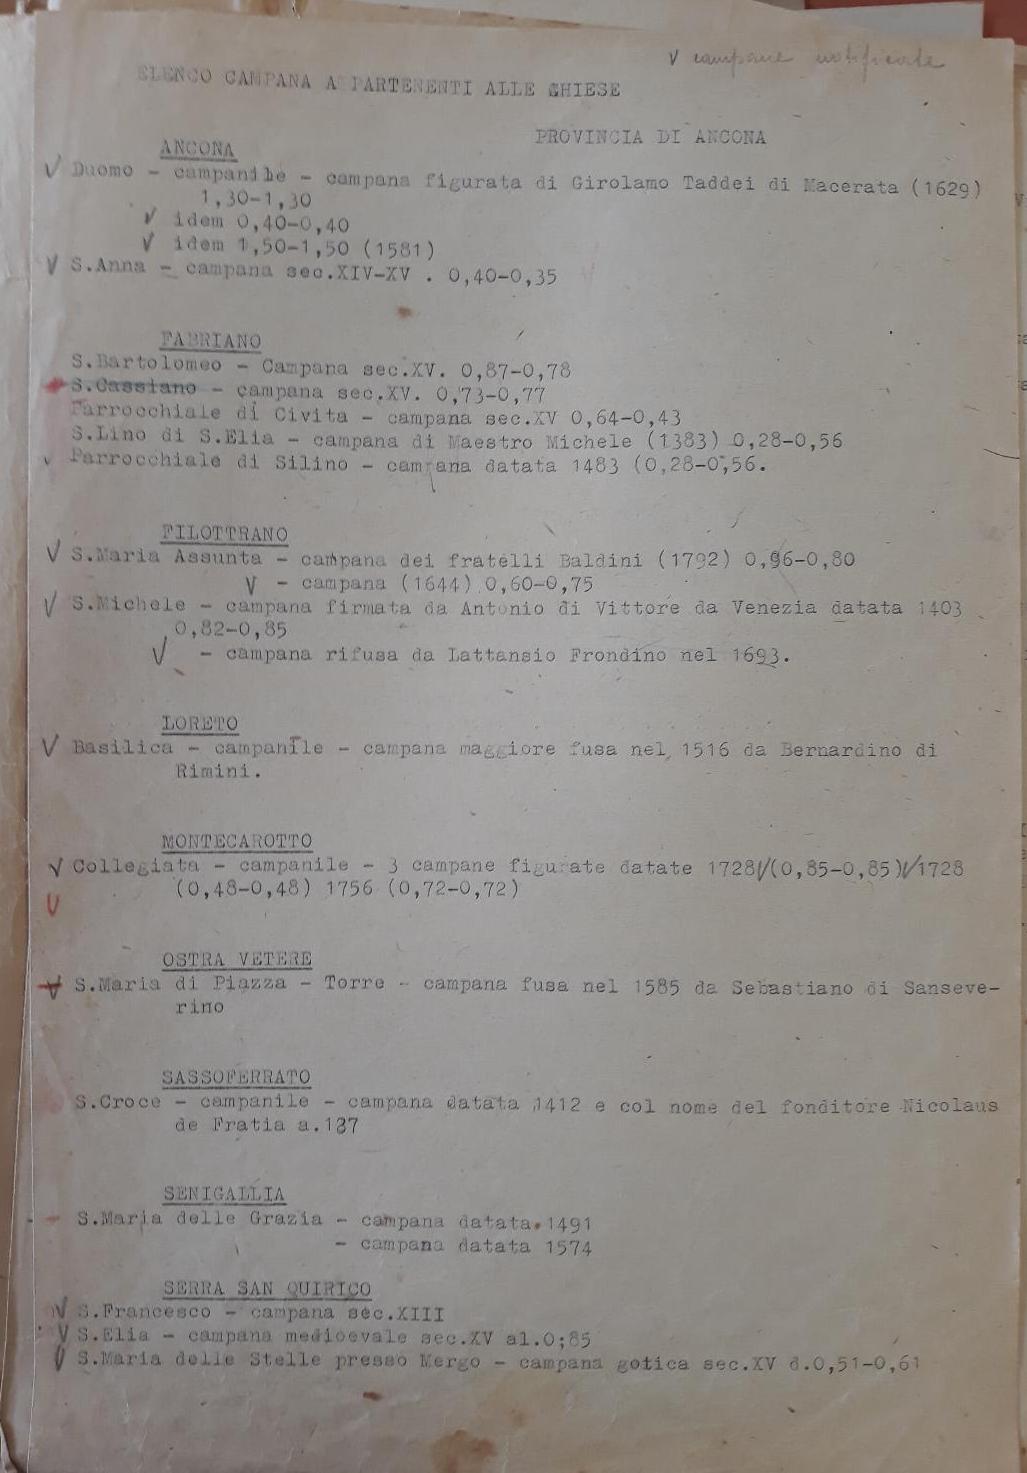 V campane notificate
ELENCO CAMPANA APPARTENENTI ALLE CHIESE
PROVINCIA DI ANCONA
ANCONA
V Duomo - campanile - campana figurata di Girolamo Taddei di Macerata (1629)
1,30-1,30
V idem 0,40-0,40
V idem 1,50-1,50 (1581)
V S.Anna - campana sec.XIV-XV . 0,40-0,35
FABRIANO
S.Bartolomeo - Campana sec.XV. 0,87-0,78
S.Cassiano - campana sec.XV. 0,73-0,77
Parrocchiale di Civita - campana sec.XV 0,64-0,43
S.Lino di S.Elia - campana di Maestro Michele (1383) 0,28-0,56
V Parrocchiale di Silino - campana datata 1483 (0,28-0,56.
FILOTTRANO
V S.Maria Assunta - campana dei fratelli Baldini (1792) 0,96-0,80
V - campana (1644) 0,60-0,75
V S.Michele - campana firmata da Antonio di Vittore da Venezia datata 1403
0,82-0,85
V - campana rifusa da Lattansio Frondino nel 1693.
LORETO
V Basilica - campanile - campana maggiore fusa nel 1516 da Bernardino di
Rimini.
MONTECAROTTO
V Collegiata - campanile - 3 campane figurate datate 1728 V (0,85-0,85) V 1728
(0,48-0,48) 1756 (0,72-0,72)
V
OSTRA VETERE
V S.Maria di Piazza - Torre - campana fusa nel 1585 da Sebastiano di Sanseve-
rino
SASSOFERRATO
S.Croce - campanile - campana datata 1412 e col nome del fonditore Nicolaus
de Fratia a.137
SENIGALLIA
- S.Maria delle Grazia - campana datata 1491
- campana datata 1574
SERRA SAN QUIRICO
V S.Francesco - campana sec.XIII
V S.Elia - campana medioevale sec.XV al.0;85
V S.Maria delle Stelle presso Mergo - campana gotica sec.XV d.0,51-0,61